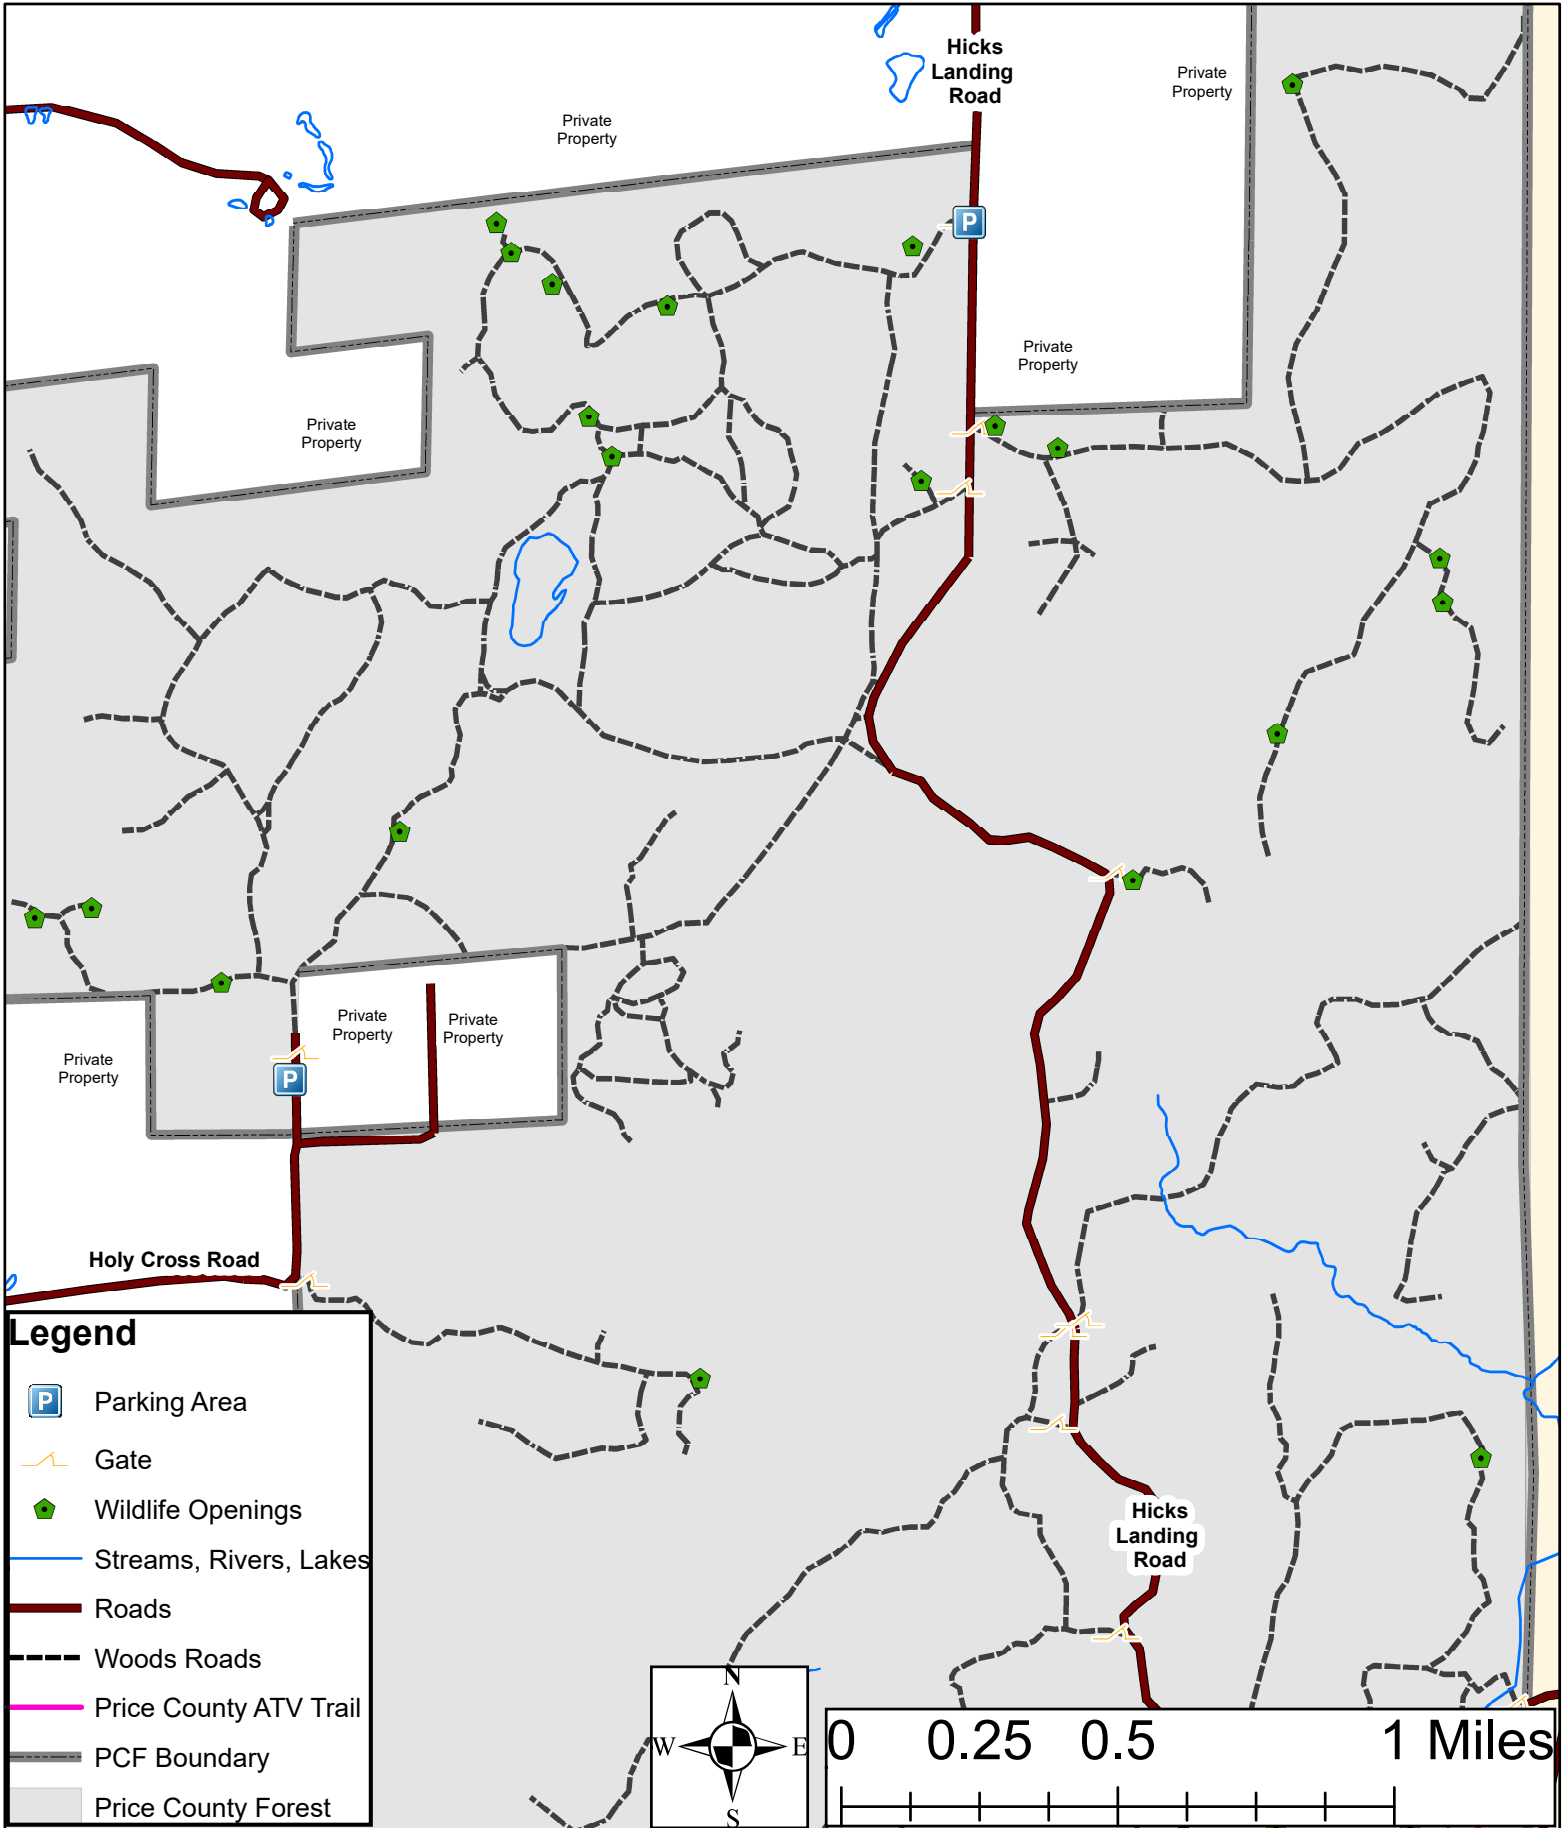 Hicks
Landing
Road
Private
Property
Private
Property
P
Private
Property
Private
Property
Private
Property
Private
Property
Private
Property
P
Holy Cross Road
Hicks
Landing
Road
Legend
P Parking Area
Gate
Wildlife Openings
Streams, Rivers, Lakes
Roads
Woods Roads
Price County ATV Trail
PCF Boundary
Price County Forest
N
W E
S
0 0.25 0.5 1 Miles